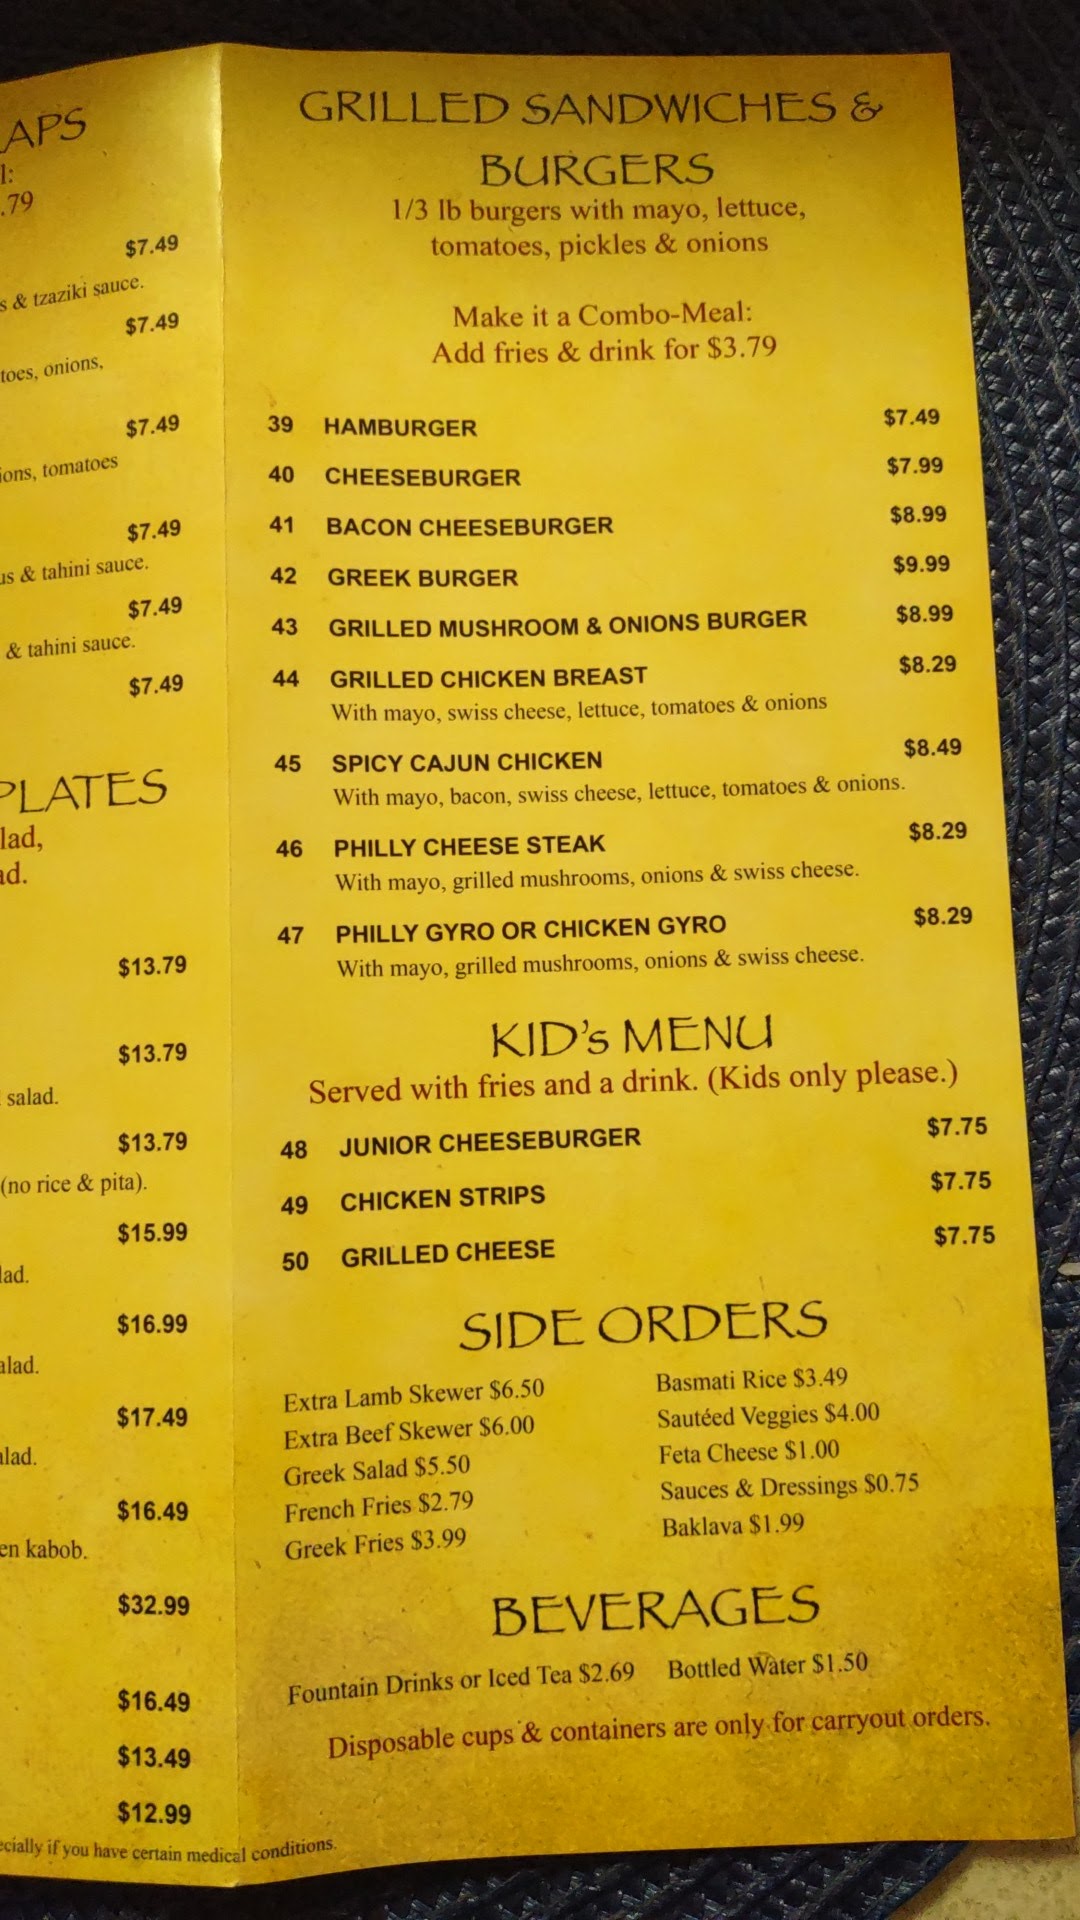 APS
l:
.79
$7.49
s & tzaziki sauce.
$7.49
toes, onions,
$7.49
ions, tomatoes
$7.49
us & tahini sauce.
$7.49
& tahini sauce.
$7.49
PLATES
lad,
ad.
$13.79
$13.79
salad.
$13.79
(no rice & pita).
$15.99
lad.
$16.99
alad.
$17.49
alad.
$16.49
en kabob.
$32.99
$16.49
$13.49
$12.99
ecially if you have certain medical conditions.
GRILLED SANDWICHES &
BURGERS
1/3 lb burgers with mayo, lettuce,
tomatoes, pickles & onions
Make it a Combo-Meal:
Add fries & drink for $3.79
39 HAMBURGER $7.49
40 CHEESEBURGER $7.99
41 BACON CHEESEBURGER $8.99
42 GREEK BURGER $9.99
43 GRILLED MUSHROOM & ONIONS BURGER $8.99
44 GRILLED CHICKEN BREAST $8.29
With mayo, swiss cheese, lettuce, tomatoes & onions
45 SPICY CAJUN CHICKEN $8.49
With mayo, bacon, swiss cheese, lettuce, tomatoes & onions.
46 PHILLY CHEESE STEAK $8.29
With mayo, grilled mushrooms, onions & swiss cheese.
47 PHILLY GYRO OR CHICKEN GYRO $8.29
With mayo, grilled mushrooms, onions & swiss cheese.
KID's MENU
Served with fries and a drink. (Kids only please.)
48 JUNIOR CHEESEBURGER $7.75
49 CHICKEN STRIPS $7.75
50 GRILLED CHEESE $7.75
SIDE ORDERS
Extra Lamb Skewer $6.50
Extra Beef Skewer $6.00
Greek Salad $5.50
French Fries $2.79
Greek Fries $3.99
Basmati Rice $3.49
Sautéed Veggies $4.00
Feta Cheese $1.00
Sauces & Dressings $0.75
Baklava $1.99
BEVERAGES
Fountain Drinks or Iced Tea $2.69 Bottled Water $1.50
Disposable cups & containers are only for carryout orders.